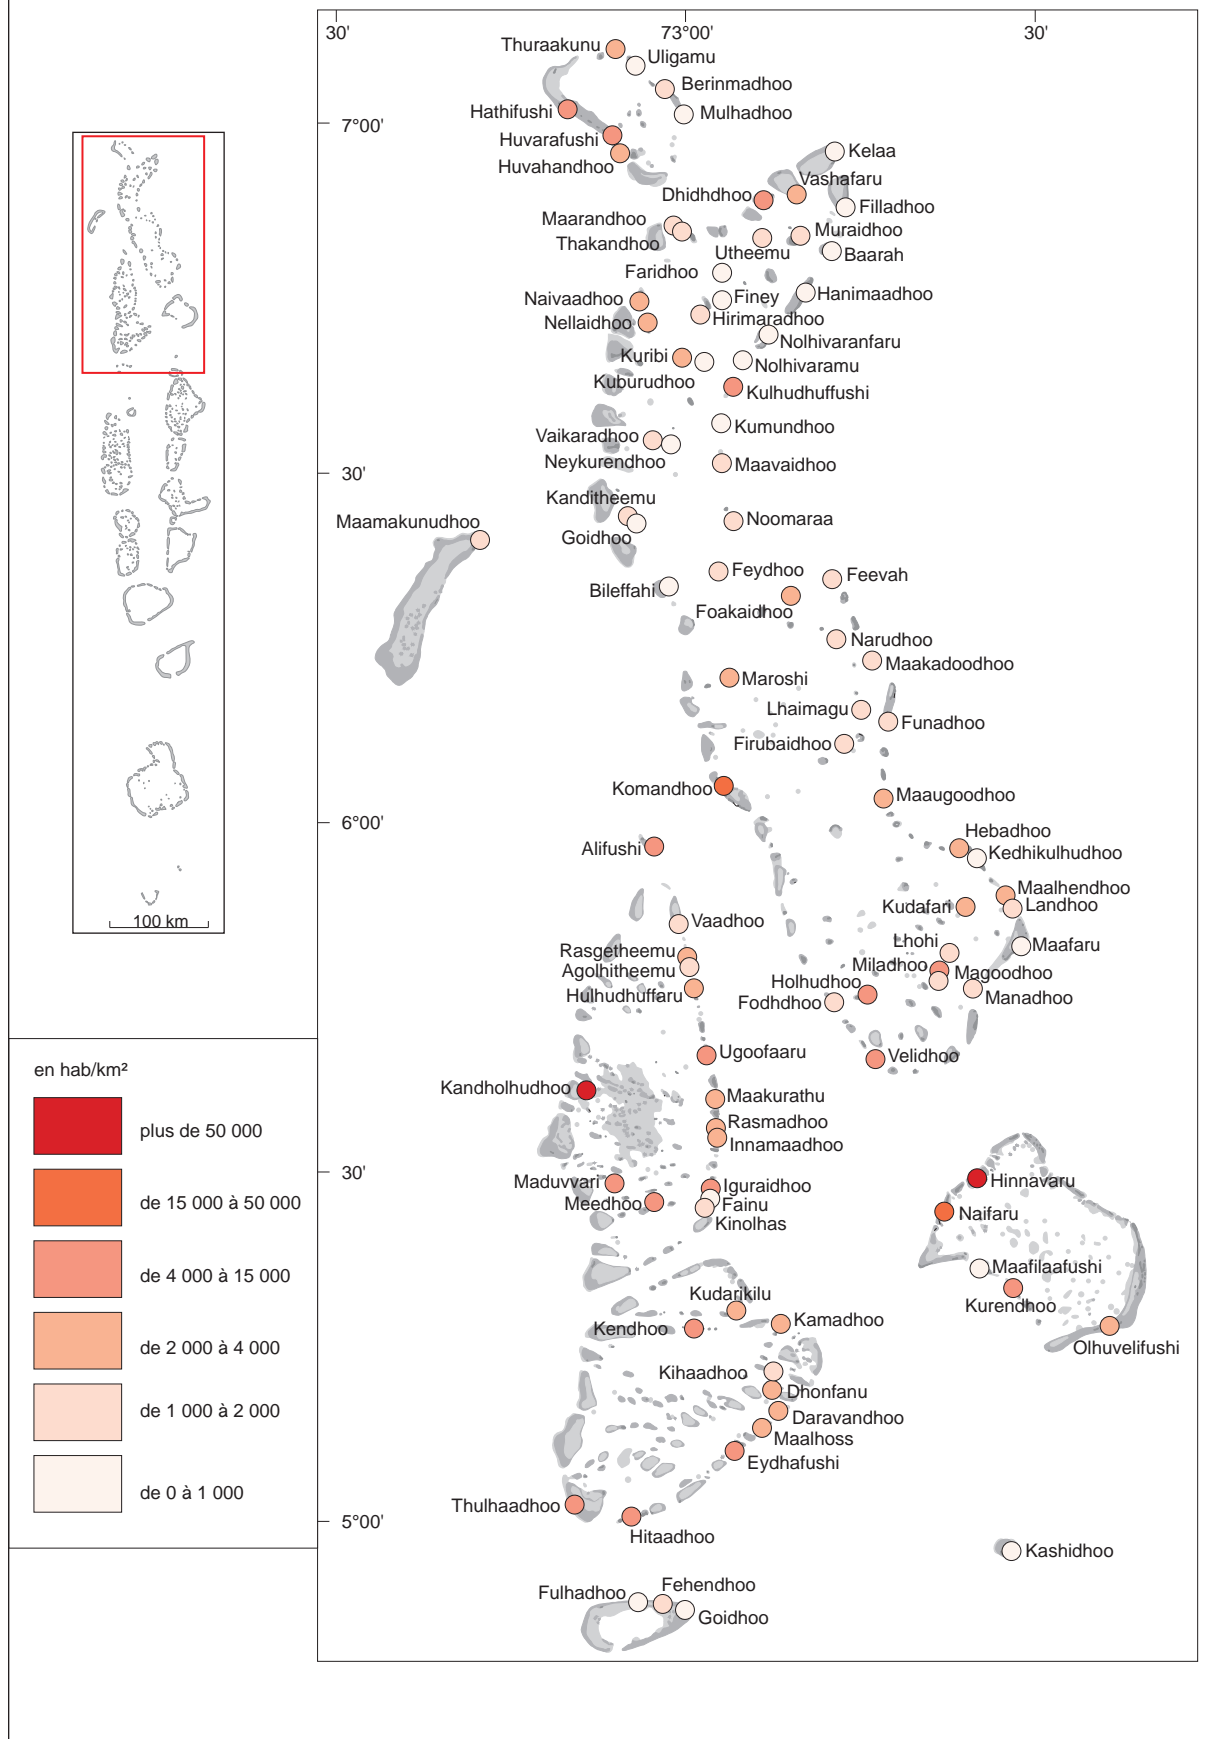 30'
73°00'
30'
Thuraakunu
Uligamu
Berinmadhoo
Hathifushi
Mulhadhoo
7°00'
Huvarafushi
Huvahandhoo
Kelaa
Vashafaru
Dhidhdhoo
Filladhoo
Maarandhoo
Muraidhoo
Thakandhoo
Utheemu
Baarah
Faridhoo
Hanimaadhoo
Naivaadhoo
Finey
Hirimaradhoo
Nellaidhoo
Nolhivaranfaru
Kuribi
Nolhivaramu
Kuburudhoo
Kulhudhuffushi
Kumundhoo
Vaikaradhoo
Neykurendhoo
Maavaidhoo
30'
Kanditheemu
Maamakunudhoo
Noomaraa
Goidhoo
Feydhoo
Feevah
Bileffahi
Foakaidhoo
Narudhoo
Maakadoodhoo
Maroshi
Lhaimagu
Funadhoo
Firubaidhoo
Komandhoo
Maaugoodhoo
6°00'
Hebadhoo
Alifushi
Kedhikulhudhoo
Maalhendhoo
Kudafari
Landhoo
100 km
Vaadhoo
Lhohi
Maafaru
Rasgetheemu
Miladhoo
Agolhitheemu
Magoodhoo
Holhudhoo
Hulhudhuffaru
Fodhdhoo
Manadhoo
Ugoofaaru
Velidhoo
en hab/km²
Kandholhudhoo
Maakurathu
plus de 50 000
Rasmadhoo
Innamaadhoo
30'
Maduvvari
Iguraidhoo
Hinnavaru
de 15 000 à 50 000
Meedhoo
Fainu
Naifaru
Kinolhas
Maafilaafushi
de 4 000 à 15 000
Kudarikilu
Kurendhoo
Kendhoo
Kamadhoo
de 2 000 à 4 000
Olhuvelifushi
Kihaadhoo
Dhonfanu
de 1 000 à 2 000
Daravandhoo
Maalhoss
Eydhafushi
de 0 à 1 000
Thulhaadhoo
5°00'
Hitaadhoo
Kashidhoo
Fehendhoo
Fulhadhoo
Goidhoo